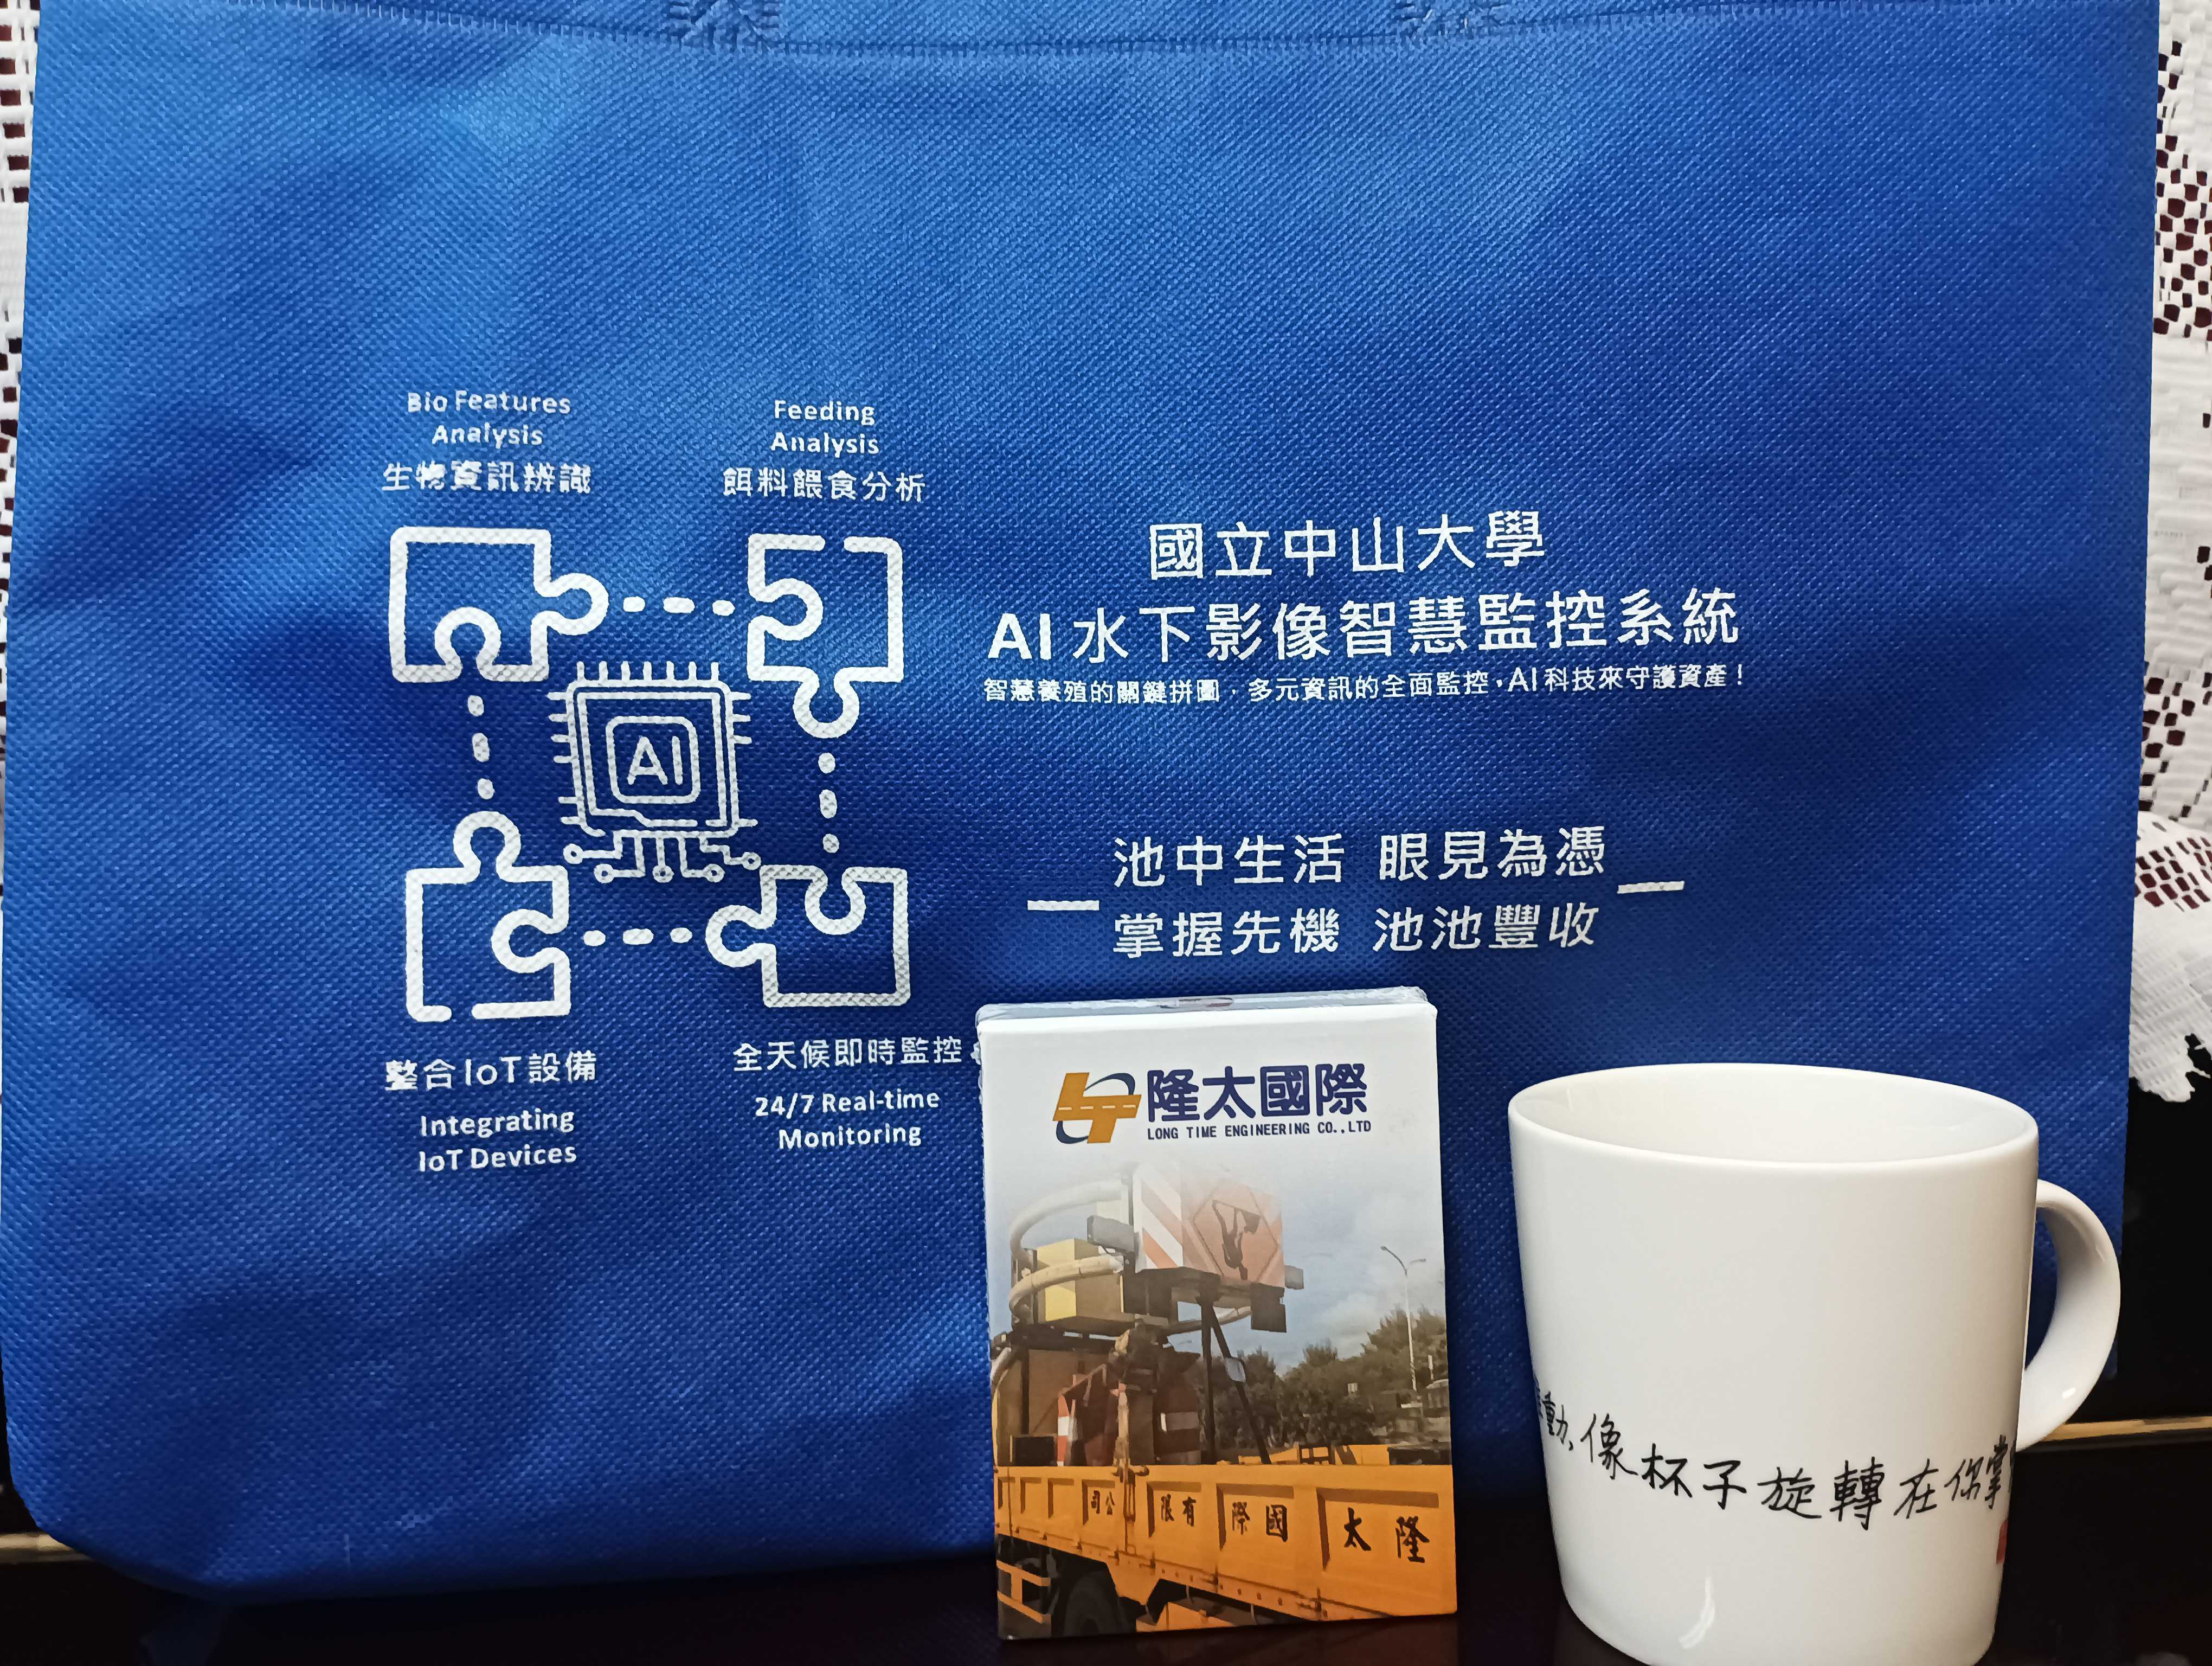 Bio Features
Analysis
生物資訊辨識
Feeding
Analysis
餌料餵食分析
AI
整合IoT設備
Integrating
IoT Devices
全天候即時監控
24/7 Real-time
Monitoring
國立中山大學
AI水下影像智慧監控系統
智慧養殖的關鍵拼圖，多元資訊的全面監控，AI科技來守護資產！
池中生活 眼見為憑
掌握先機 池池豐收
LT
隆太國際
LONG TIME ENGINEERING CO.,LTD
司公 限有 際國 太隆
動，像杯子旋轉在你掌